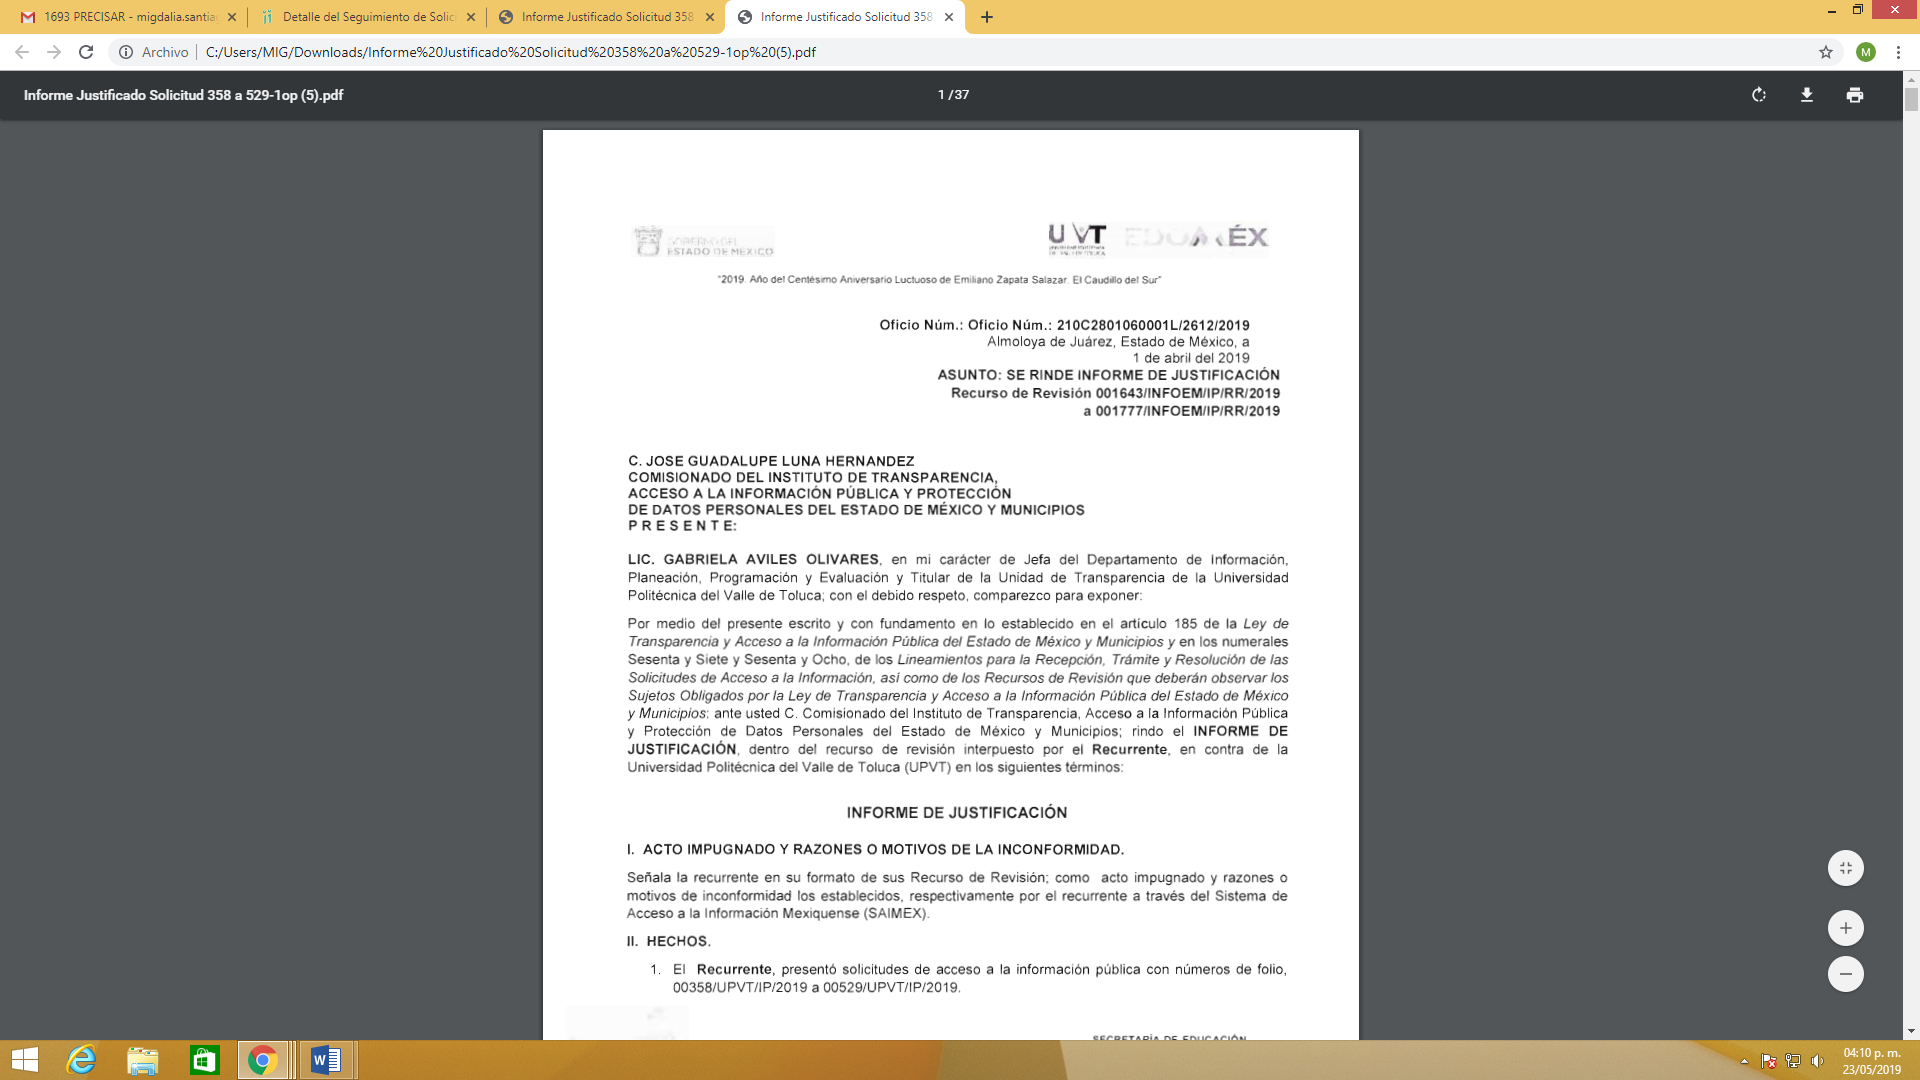 1693 PRECISAR - migdalia.santia
Detalle del Seguimiento de Solici
Informe Justificado Solicitud 358
Informe Justificado Solicitud 358
Archivo
C:/Users/MIG/Downloads/Informe%20Justificado%20Solicitud%20358%20a%20529-1op%20(5).pdf
M
Informe Justificado Solicitud 358 a 529-1op (5).pdf
1 / 37
GOBIERNO DEL
ESTADO DE MÉXICO
UVT
EDOMÉX
"2019. Año del Centésimo Aniversario Luctuoso de Emiliano Zapata Salazar. El Caudillo del Sur"
Oficio Núm.: Oficio Núm.: 210C2801060001L/2612/2019
Almoloya de Juárez, Estado de México, a
1 de abril del 2019
ASUNTO: SE RINDE INFORME DE JUSTIFICACIÓN
Recurso de Revisión 001643/INFOEM/IP/RR/2019
a 001777/INFOEM/IP/RR/2019
C. JOSE GUADALUPE LUNA HERNANDEZ
COMISIONADO DEL INSTITUTO DE TRANSPARENCIA,
ACCESO A LA INFORMACIÓN PÚBLICA Y PROTECCIÓN
DE DATOS PERSONALES DEL ESTADO DE MÉXICO Y MUNICIPIOS
P R E S E N T E:
LIC. GABRIELA AVILES OLIVARES, en mi carácter de Jefa del Departamento de Información,
Planeación, Programación y Evaluación y Titular de la Unidad de Transparencia de la Universidad
Politécnica del Valle de Toluca; con el debido respeto, comparezco para exponer:
Por medio del presente escrito y con fundamento en lo establecido en el artículo 185 de la Ley de
Transparencia y Acceso a la Información Pública del Estado de México y Municipios y en los numerales
Sesenta y Siete y Sesenta y Ocho, de los Lineamientos para la Recepción, Trámite y Resolución de las
Solicitudes de Acceso a la Información, así como de los Recursos de Revisión que deberán observar los
Sujetos Obligados por la Ley de Transparencia y Acceso a la Información Pública del Estado de México
y Municipios: ante usted C. Comisionado del Instituto de Transparencia, Acceso a la Información Pública
y Protección de Datos Personales del Estado de México y Municipios; rindo el INFORME DE
JUSTIFICACIÓN, dentro del recurso de revisión interpuesto por el Recurrente, en contra de la
Universidad Politécnica del Valle de Toluca (UPVT) en los siguientes términos:
INFORME DE JUSTIFICACIÓN
I. ACTO IMPUGNADO Y RAZONES O MOTIVOS DE LA INCONFORMIDAD.
Señala la recurrente en su formato de sus Recurso de Revisión; como acto impugnado y razones o
motivos de inconformidad los establecidos, respectivamente por el recurrente a través del Sistema de
Acceso a la Información Mexiquense (SAIMEX).
II. HECHOS.
1. El Recurrente, presentó solicitudes de acceso a la información pública con números de folio,
00358/UPVT/IP/2019 a 00529/UPVT/IP/2019.
SECRETARÍA DE EDUCACIÓN
04:10 p. m.
23/05/2019